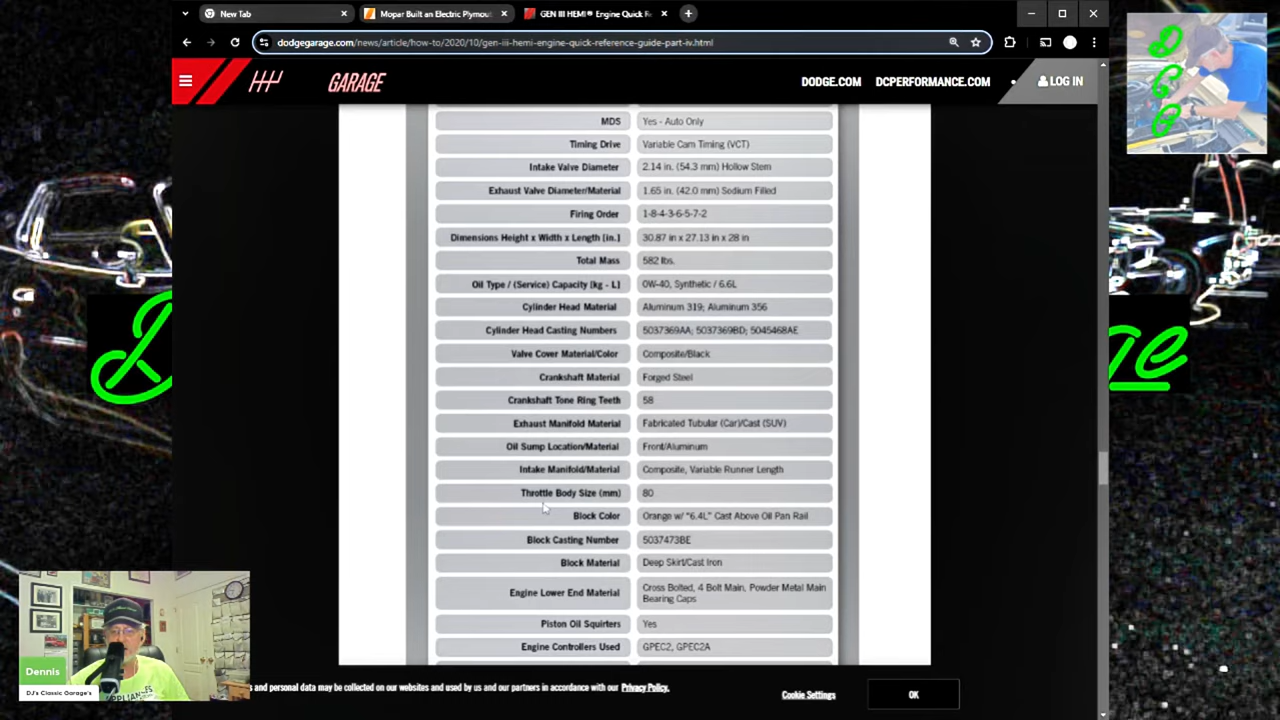 New Tab
Mopar Built an Electric Plymou
GEN III HEMI® Engine Quick R
dodgegarage.com/news/article/how-to/2020/10/gen-iii-hemi-engine-quick-reference-guide-part-iv.html
GARAGE
DODGE.COM
DCPERFORMANCE.COM
LOG IN
MDS Yes - Auto Only
Timing Drive Variable Cam Timing (VCT)
Intake Valve Diameter 2.14 in. (54.3 mm) Hollow Stem
Exhaust Valve Diameter/Material 1.65 in. (42.0 mm) Sodium Filled
Firing Order 1-8-4-3-6-5-7-2
Dimensions Height x Width x Length [in.] 30.87 in x 27.13 in x 28 in
Total Mass 582 lbs.
Oil Type / (Service) Capacity [kg - L] 0W-40, Synthetic / 6.6L
Cylinder Head Material Aluminum 319; Aluminum 356
Cylinder Head Casting Numbers 5037369AA; 5037369BD; 5045468AE
Valve Cover Material/Color Composite/Black
Crankshaft Material Forged Steel
Crankshaft Tone Ring Teeth 58
Exhaust Manifold Material Fabricated Tubular (Car)/Cast (SUV)
Oil Sump Location/Material Front/Aluminum
Intake Manifold/Material Composite, Variable Runner Length
Throttle Body Size (mm) 80
Block Color Orange w/ "6.4L" Cast Above Oil Pan Rail
Block Casting Number 5037473BE
Block Material Deep Skirt/Cast Iron
Engine Lower End Material Cross Bolted, 4 Bolt Main, Powder Metal Main
Bearing Caps
Piston Oil Squirters Yes
Engine Controllers Used GPEC2, GPEC2A
s and personal data may be collected on our websites and used by us and our partners in accordance with our Privacy Policy.
Cookie Settings
OK
DCG
Dennis
DJ's Classic Garage's